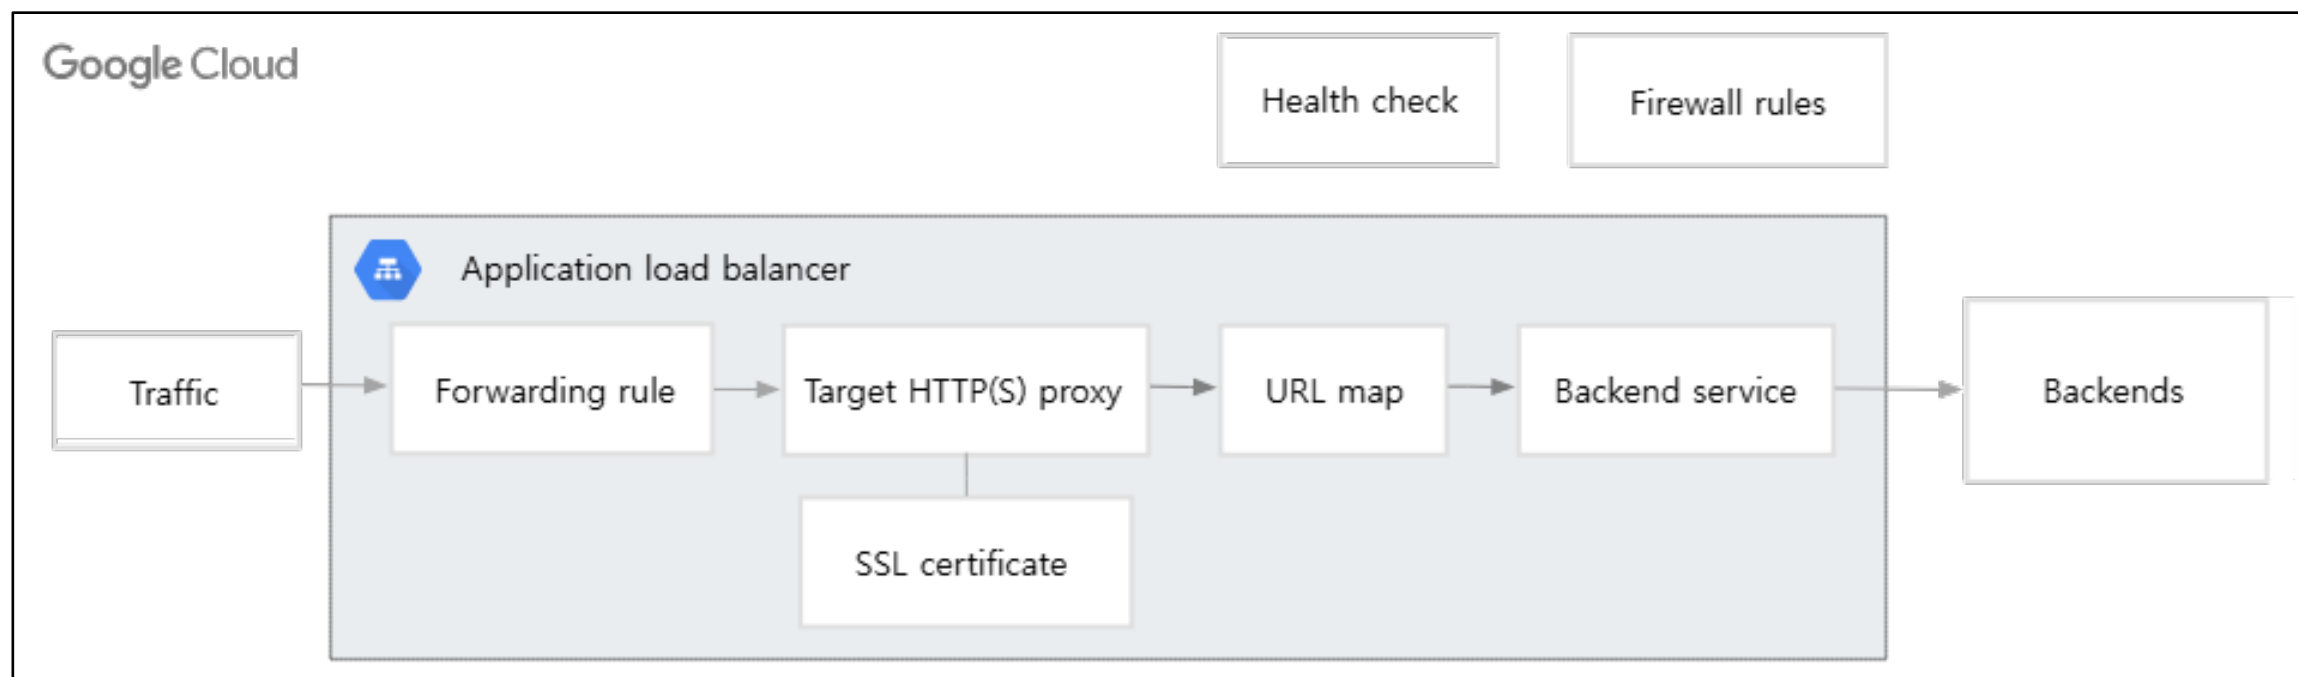 Google Cloud
Health check
Firewall rules
Application load balancer
Traffic
Forwarding rule
Target HTTP(S) proxy
URL map
Backend service
Backends
SSL certificate